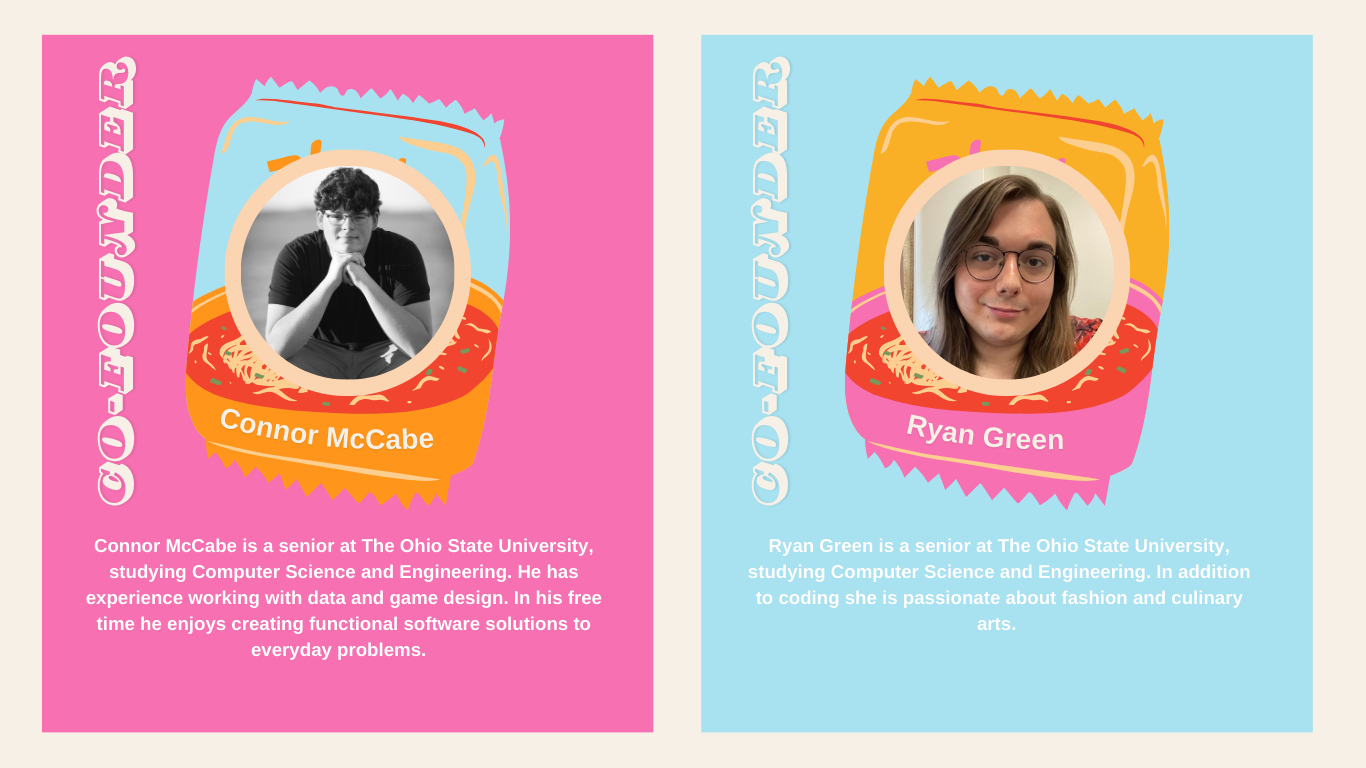 CO-FOUNDER
Connor McCabe
Connor McCabe is a senior at The Ohio State University,
studying Computer Science and Engineering. He has
experience working with data and game design. In his free
time he enjoys creating functional software solutions to
everyday problems.
CO-FOUNDER
Ryan Green
Ryan Green is a senior at The Ohio State University,
studying Computer Science and Engineering. In addition
to coding she is passionate about fashion and culinary
arts.